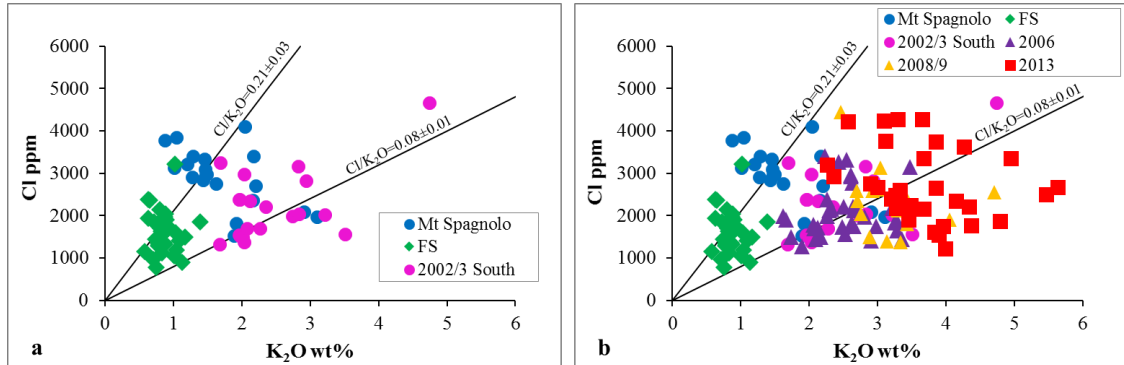 6000
5000
4000
3000
2000
1000
0
Cl ppm
0 1 2 3 4 5 6
K₂O wt%
Cl/K₂O=0.21±0.03
Cl/K₂O=0.08±0.01
Mt Spagnolo
FS
2002/3 South
a
6000
5000
4000
3000
2000
1000
0
Cl ppm
0 1 2 3 4 5 6
K₂O wt%
Cl/K₂O=0.21±0.03
Cl/K₂O=0.08±0.01
Mt Spagnolo FS
2002/3 South 2006
2008/9 2013
b